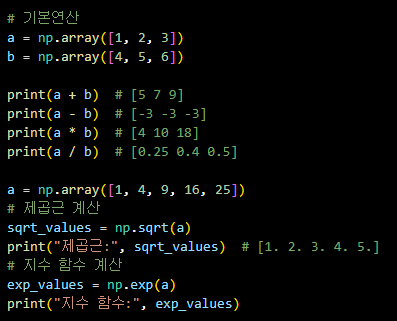 # 기본연산
a = np.array([1, 2, 3])
b = np.array([4, 5, 6])
print(a + b)  # [5 7 9]
print(a - b)  # [-3 -3 -3]
print(a * b)  # [4 10 18]
print(a / b)  # [0.25 0.4 0.5]
a = np.array([1, 4, 9, 16, 25])
# 제곱근 계산
sqrt_values = np.sqrt(a)
print("제곱근:", sqrt_values)  # [1. 2. 3. 4. 5.]
# 지수 함수 계산
exp_values = np.exp(a)
print("지수 함수:", exp_values)